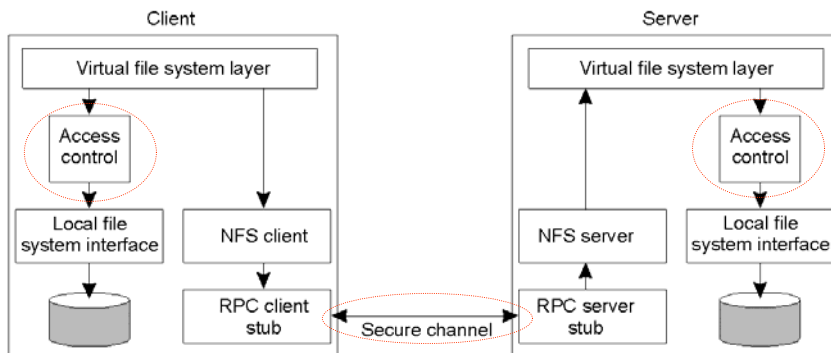 Client
Server
Virtual file system layer
Virtual file system layer
Access
control
Access
control
Local file
system interface
NFS client
NFS server
Local file
system interface
RPC client
stub
Secure channel
RPC server
stub